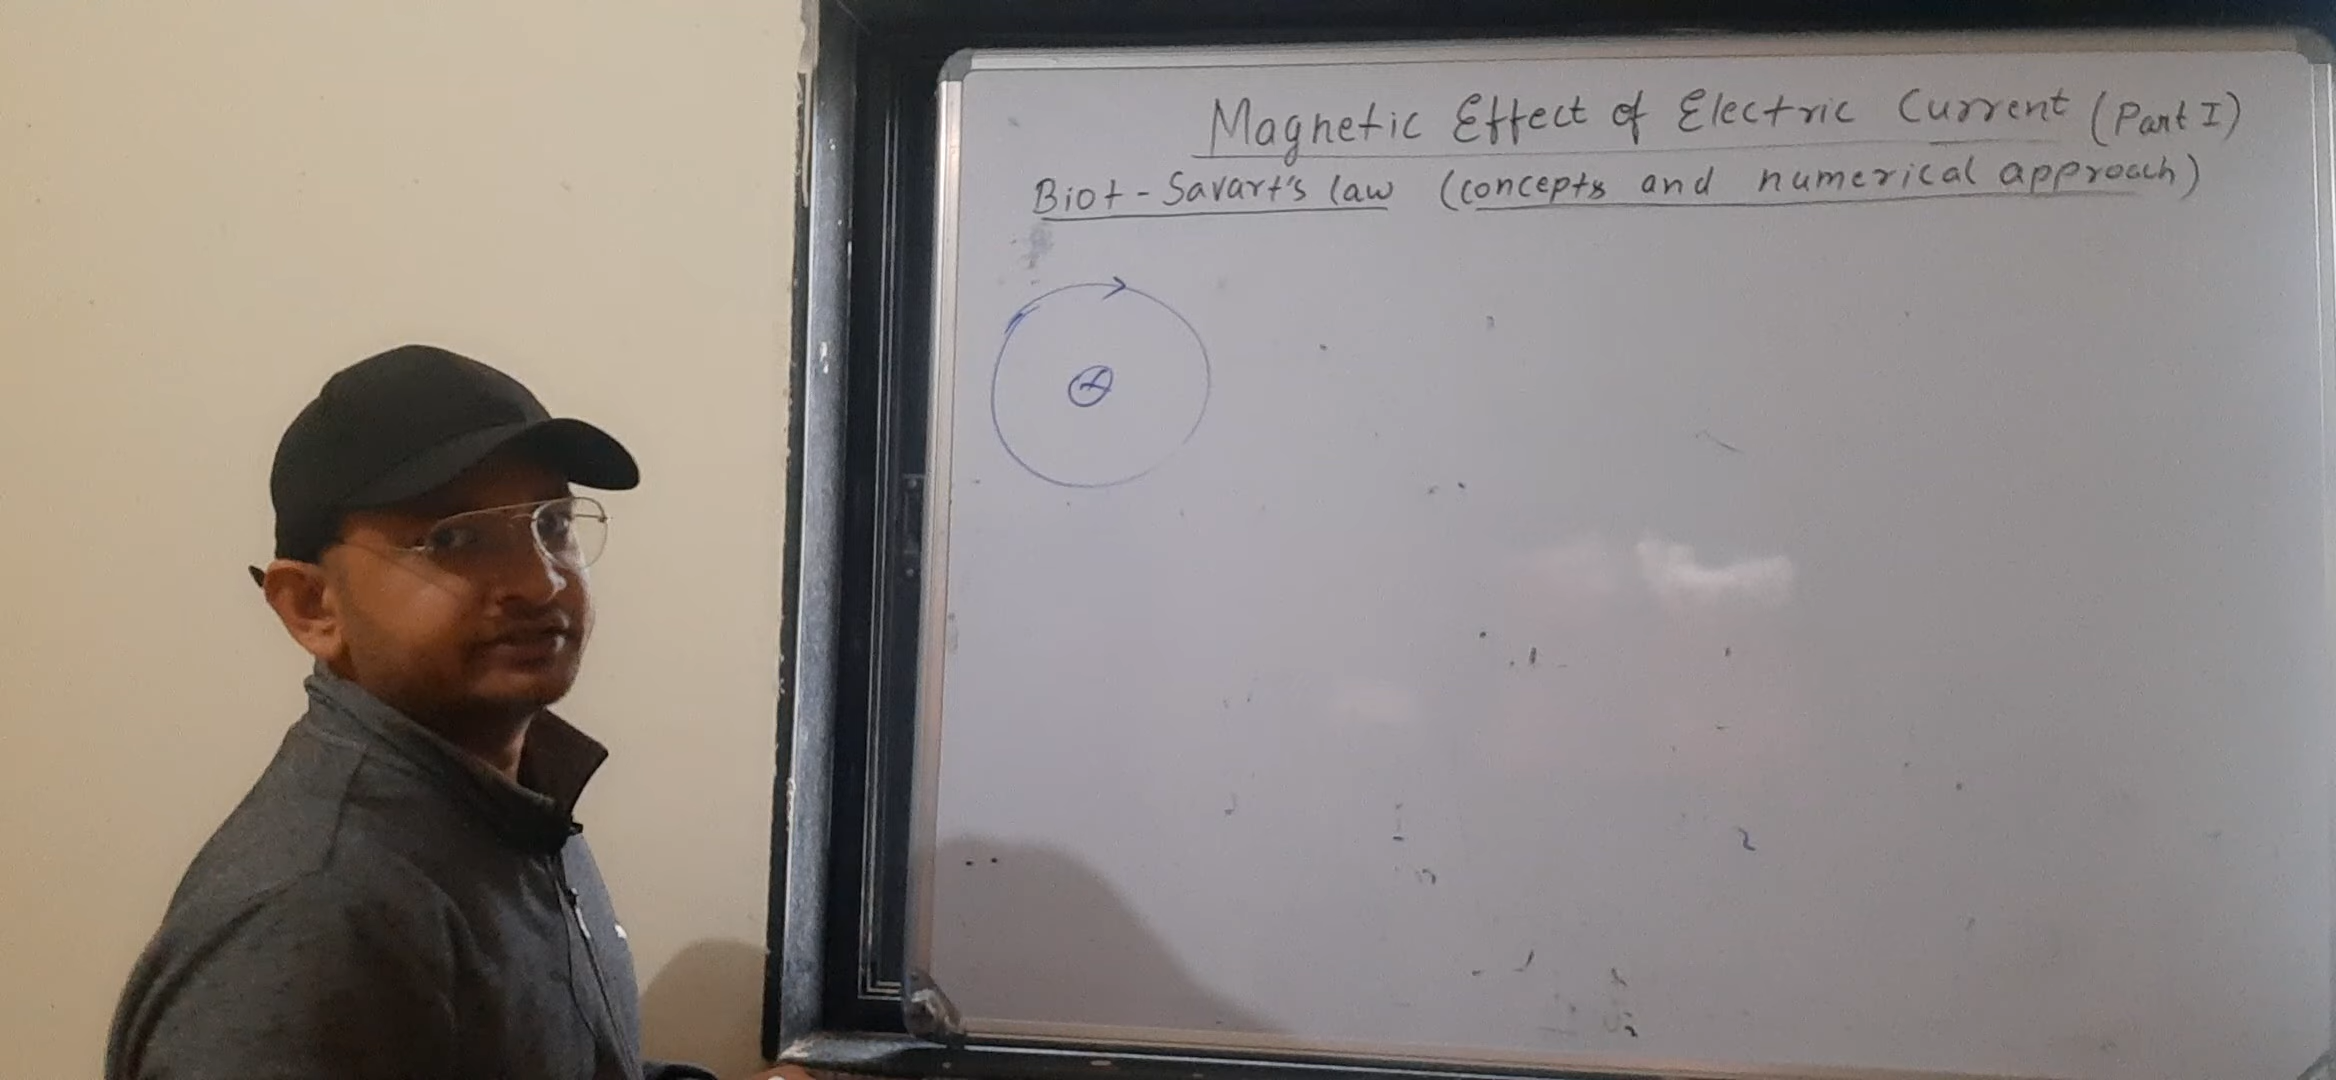 Magnetic Effect of Electric Current (Part I)
Biot-Savart's law (concepts and numerical approach)